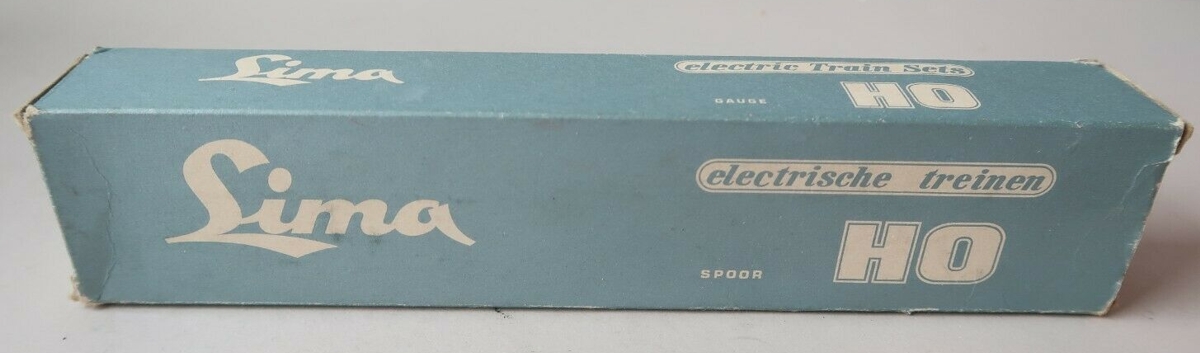 Lima
electric Train Sets
GAUGE HO
Lima
electrische treinen
SPOOR HO